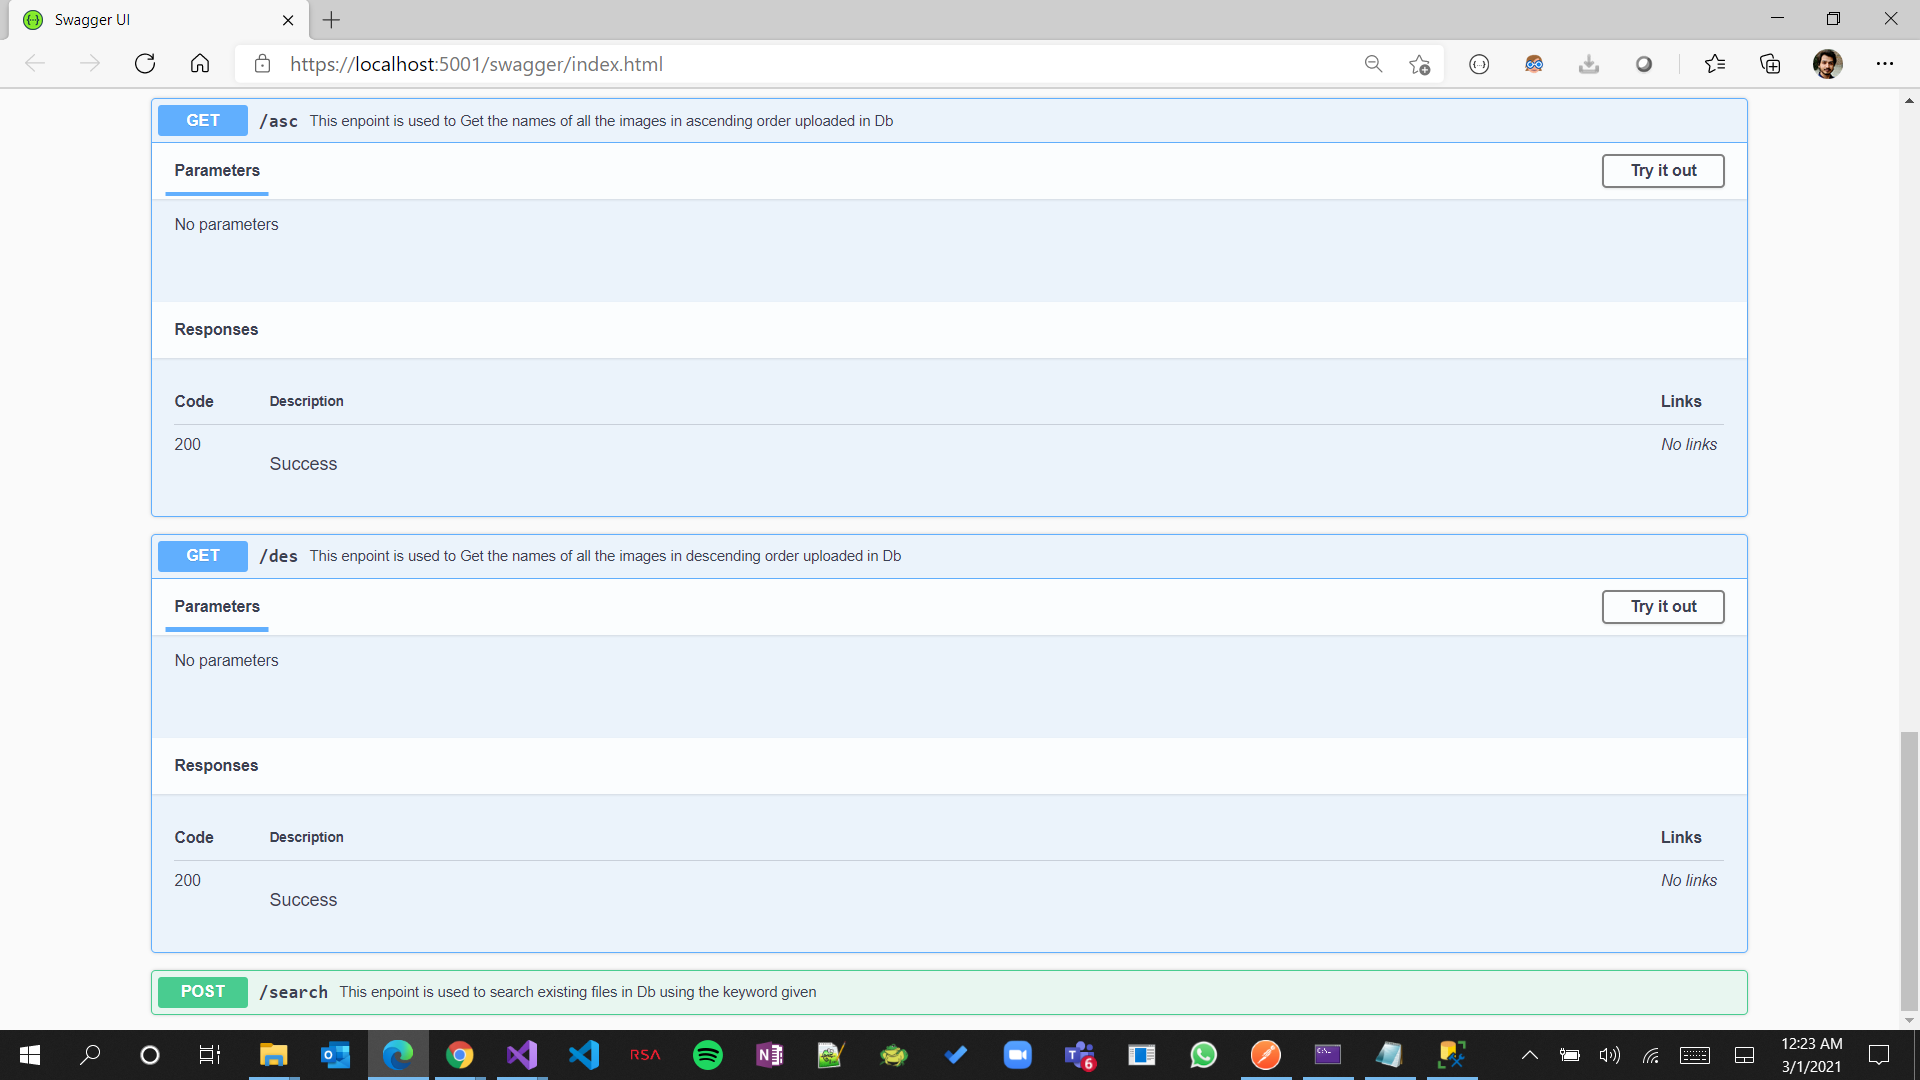 Swagger UI
https://localhost:5001/swagger/index.html
GET /asc This enpoint is used to Get the names of all the images in ascending order uploaded in Db
Parameters Try it out
No parameters
Responses
Code Description Links
200 No links
Success
GET /des This enpoint is used to Get the names of all the images in descending order uploaded in Db
Parameters Try it out
No parameters
Responses
Code Description Links
200 No links
Success
POST /search This enpoint is used to search existing files in Db using the keyword given
RSA
6
12:23 AM
3/1/2021